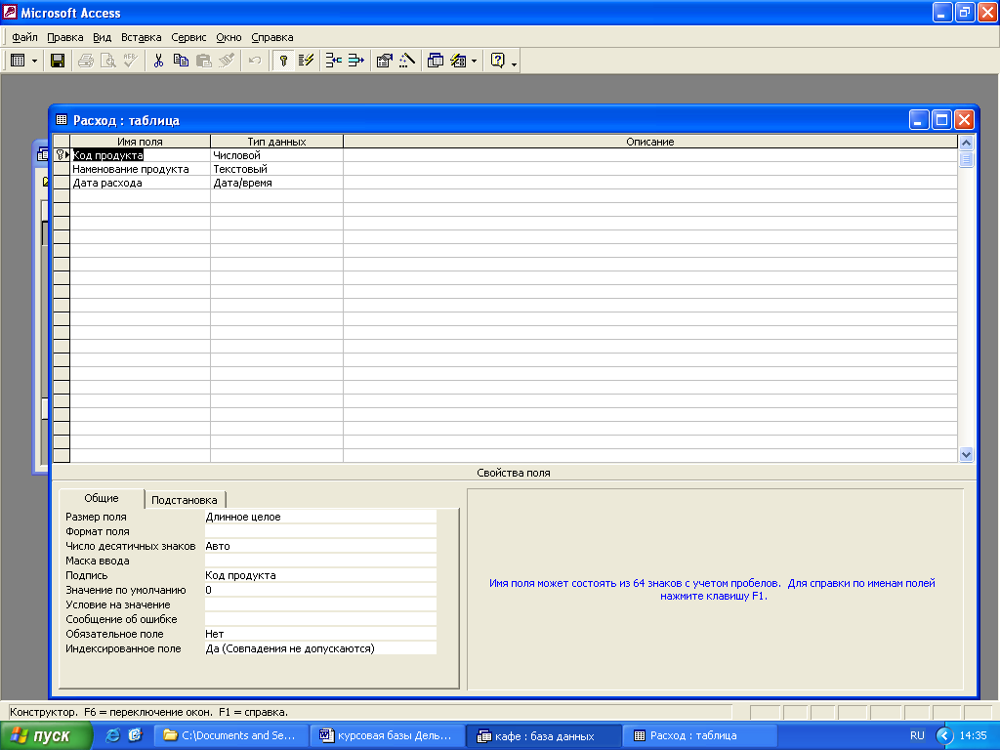 Microsoft Access
Файл Правка Вид Вставка Сервис Окно Справка
Расход : таблица
Имя поля Тип данных Описание
Код продукта Числовой
Наменование продукта Текстовый
Дата расхода Дата/время
Свойства поля
Общие Подстановка
Размер поля Длинное целое
Формат поля
Число десятичных знаков Авто
Маска ввода
Подпись Код продукта
Значение по умолчанию 0
Условие на значение
Сообщение об ошибке
Обязательное поле Нет
Индексированное поле Да (Совпадения не допускаются)
Имя поля может состоять из 64 знаков с учетом пробелов. Для справки по именам полей
нажмите клавишу F1.
Конструктор. F6 = переключение окон. F1 = справка.
пуск C:\Documents and Se... курсовая базы Дель... кафе : база данных Расход : таблица RU 14:35